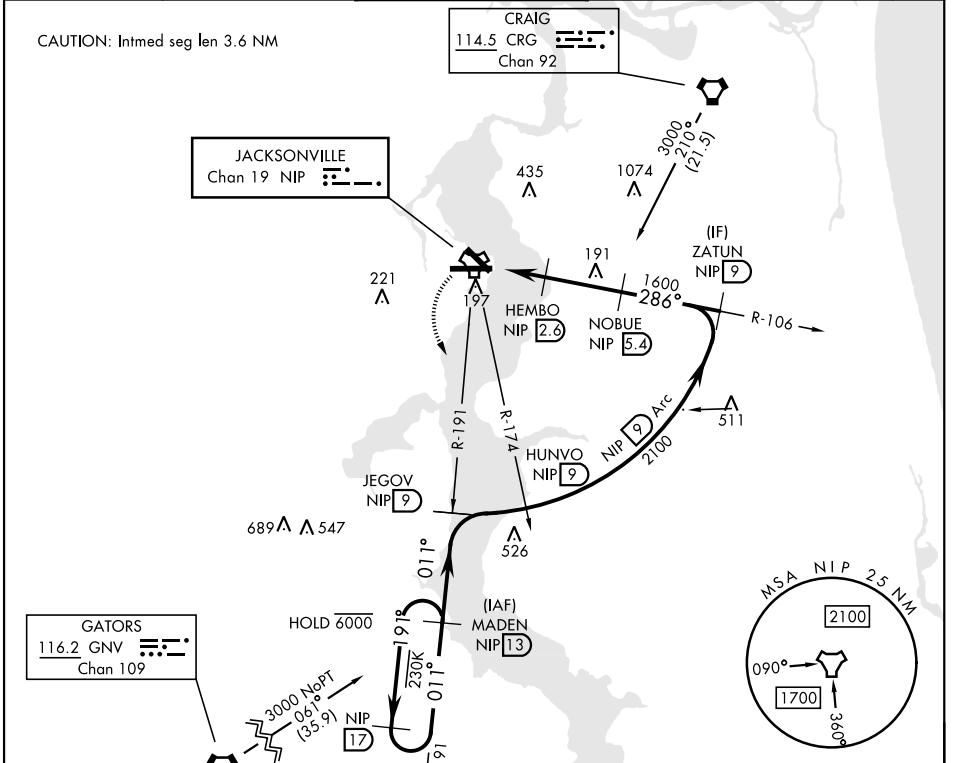 CAUTION: Intmed seg len 3.6 NM
CRAIG
114.5 CRG
Chan 92
3000
210°
(21.5)
JACKSONVILLE
Chan 19 NIP
435
1074
(IF)
ZATUN
NIP 9
191
221
197
1600
286°
HEMBO
NIP 2.6
NOBUE
NIP 5.4
R-106
R-191
R-174
NIP 9 Arc
2100
511
HUNVO
NIP 9
JEGOV
NIP 9
689
547
526
011°
HOLD 6000
(IAF)
MADEN
NIP 13
191°
230K
011°
NIP
17
GATORS
116.2 GNV
Chan 109
3000 NoPT
061°
(35.9)
MSA NIP 25 NM
2100
090°
1700
360°